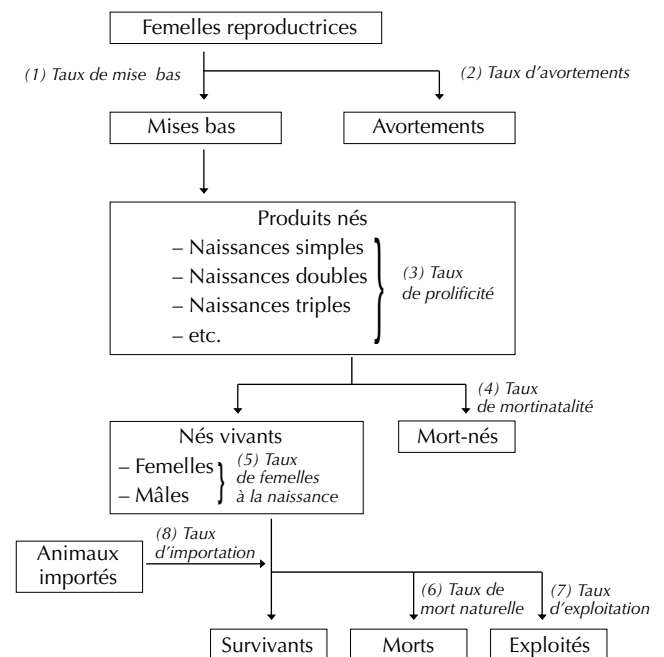 Femelles reproductrices
(1) Taux de mise bas
(2) Taux d'avortements
Mises bas
Avortements
Produits nés
– Naissances simples
– Naissances doubles
– Naissances triples
– etc.
(3) Taux
de prolificité
(4) Taux
de mortinatalité
Nés vivants
– Femelles
– Mâles
(5) Taux
de femelles
à la naissance
Mort-nés
(8) Taux
d'importation
Animaux
importés
(6) Taux de
mort naturelle
(7) Taux
d'exploitation
Survivants
Morts
Exploités